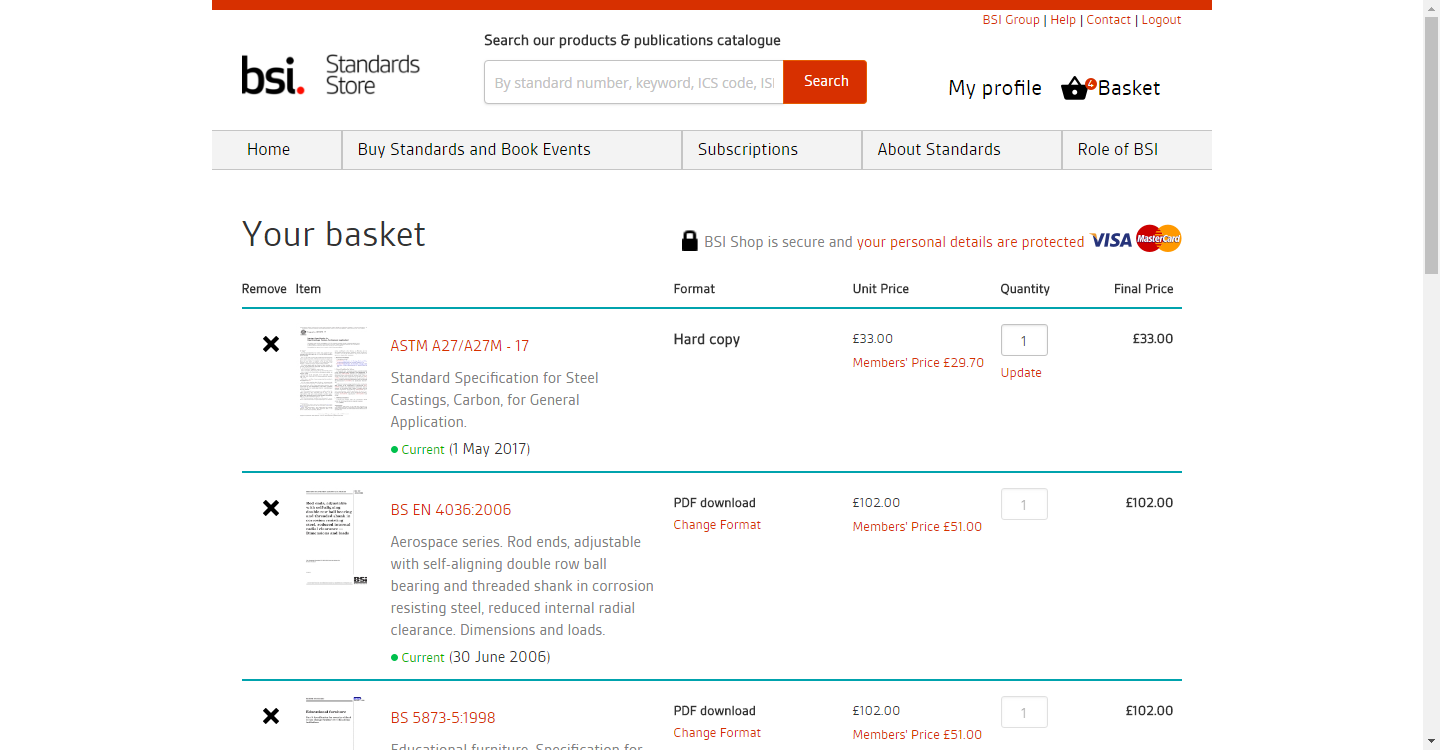 BSI Group | Help | Contact | Logout
Search our products & publications catalogue
bsi. Standards Store
By standard number, keyword, ICS code, ISI
Search
My profile
4 Basket
Home
Buy Standards and Book Events
Subscriptions
About Standards
Role of BSI
Your basket
BSI Shop is secure and your personal details are protected VISA MasterCard
Remove Item Format Unit Price Quantity Final Price
ASTM A27/A27M - 17
Standard Specification for Steel
Castings, Carbon, for General
Application.
Current (1 May 2017)
Hard copy
£33.00
Members' Price £29.70
1
Update
£33.00
BS EN 4036:2006
Aerospace series. Rod ends, adjustable
with self-aligning double row ball
bearing and threaded shank in corrosion
resisting steel, reduced internal radial
clearance. Dimensions and loads.
Current (30 June 2006)
PDF download
Change Format
£102.00
Members' Price £51.00
1
£102.00
BS 5873-5:1998
Educational furniture. Specification for
PDF download
Change Format
£102.00
Members' Price £51.00
1
£102.00